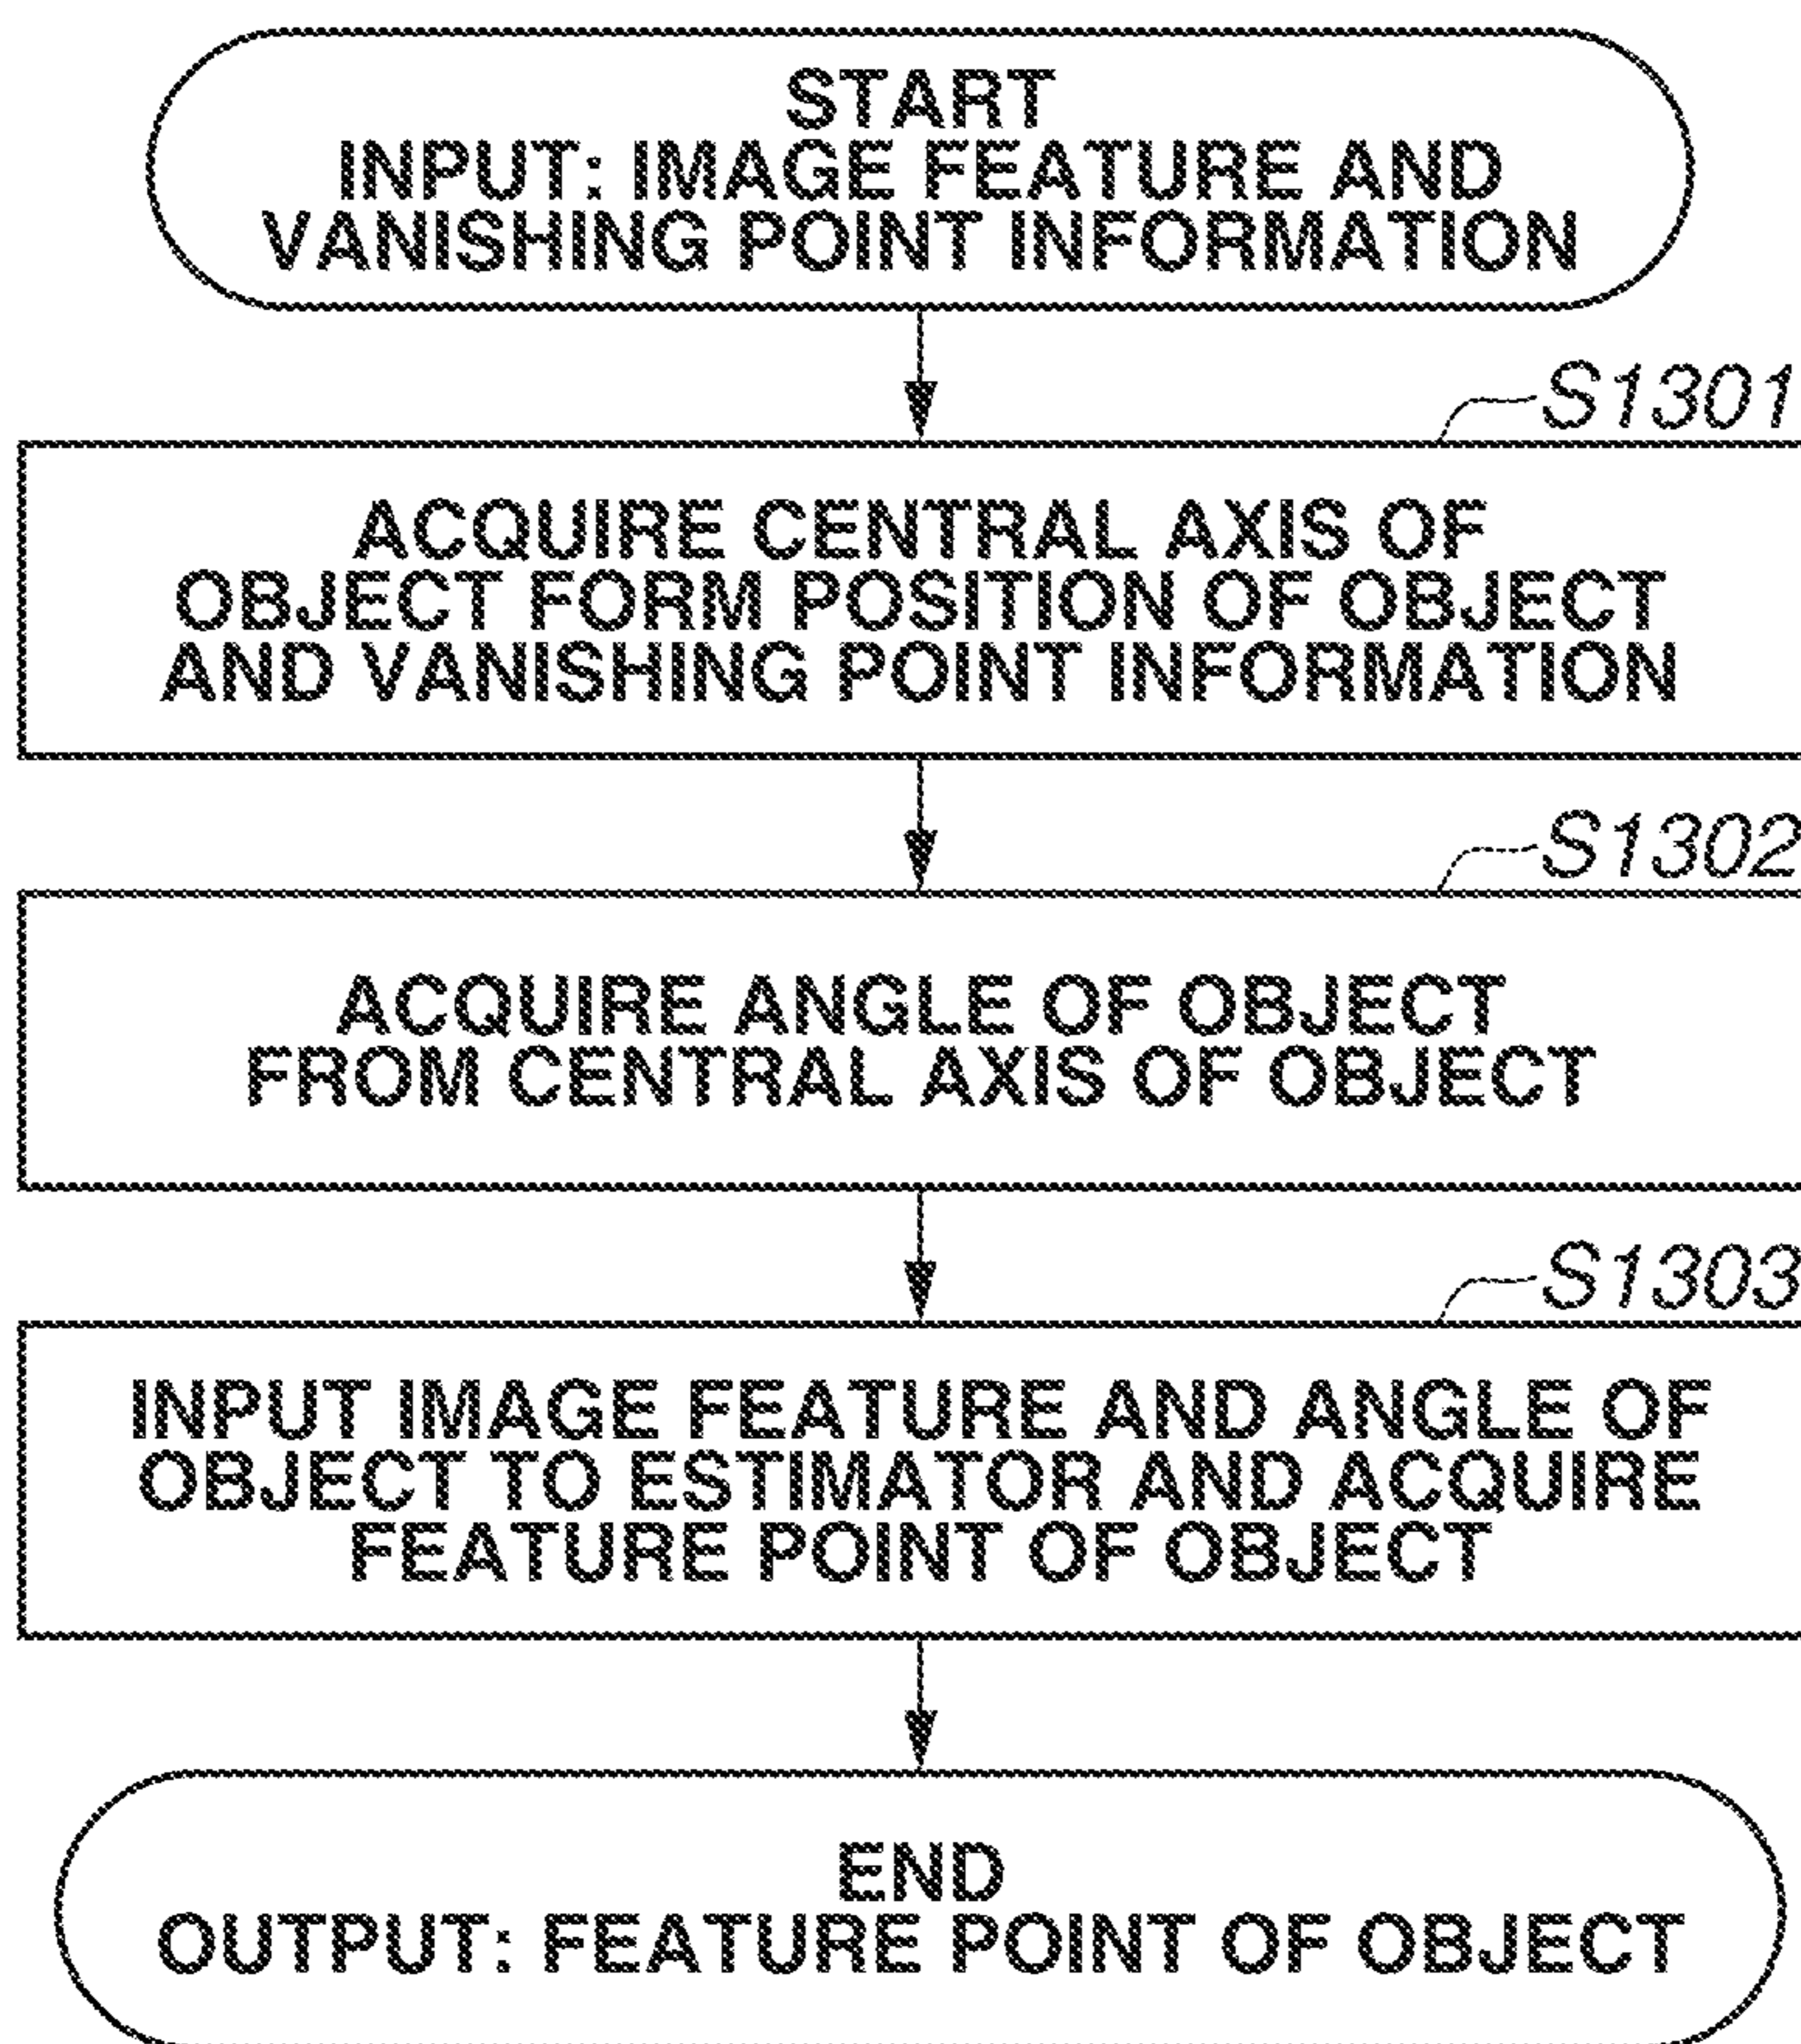 START
INPUT: IMAGE FEATURE AND
VANISHING POINT INFORMATION
S1301
ACQUIRE CENTRAL AXIS OF
OBJECT FORM POSITION OF OBJECT
AND VANISHING POINT INFORMATION
S1302
ACQUIRE ANGLE OF OBJECT
FROM CENTRAL AXIS OF OBJECT
S1303
INPUT IMAGE FEATURE AND ANGLE OF
OBJECT TO ESTIMATOR AND ACQUIRE
FEATURE POINT OF OBJECT
END
OUTPUT: FEATURE POINT OF OBJECT